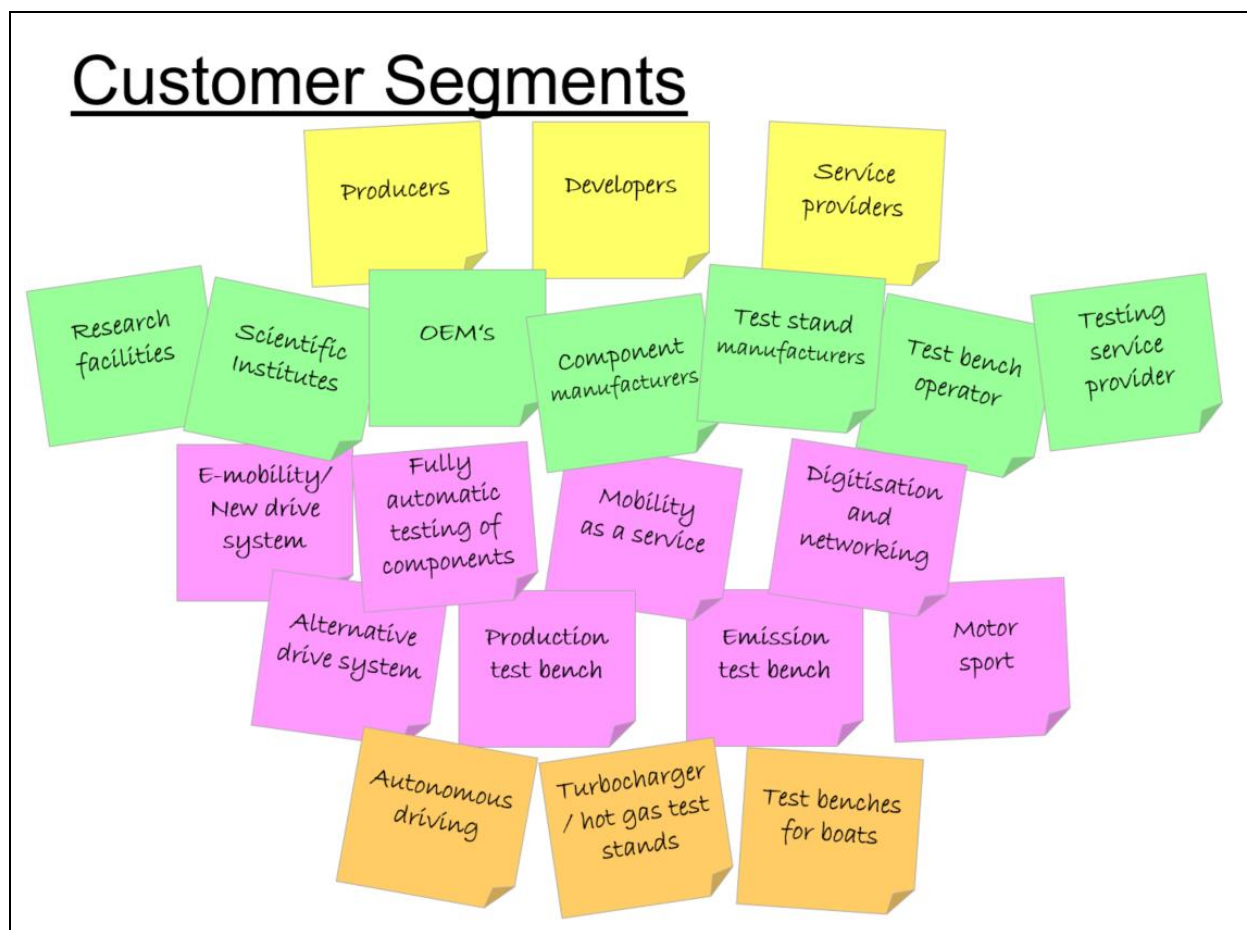 Customer Segments
Producers
Developers
Service
providers
Research
facilities
Scientific
Institutes
OEM's
Component
manufacturers
Test stand
manufacturers
Test bench
operator
Testing
service
provider
E-mobility/
New drive
system
Fully
automatic
testing of
components
Mobility
as a service
Digitisation
and
networking
Alternative
drive system
Production
test bench
Emission
test bench
Motor
sport
Autonomous
driving
Turbocharger
/ hot gas test
stands
Test benches
for boats